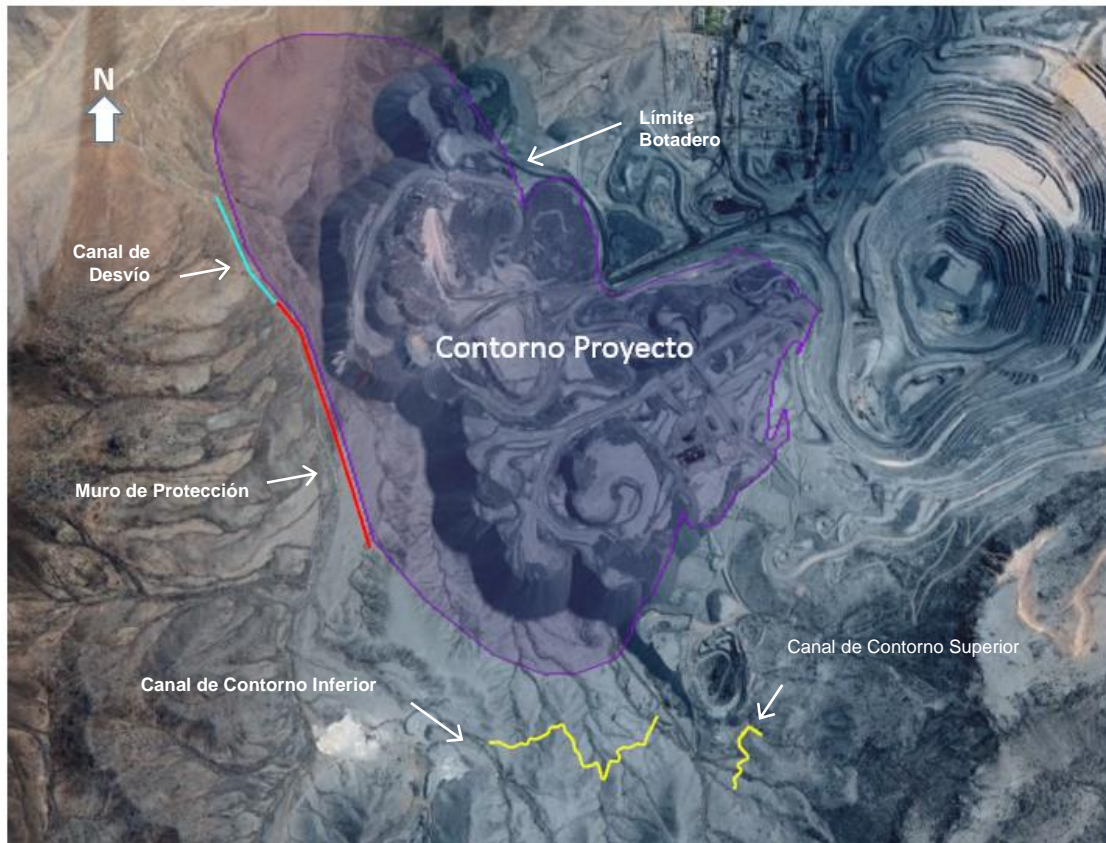 N
Límite
Botadero
Canal de
Desvío
Contorno Proyecto
Muro de Protección
Canal de Contorno Superior
Canal de Contorno Inferior